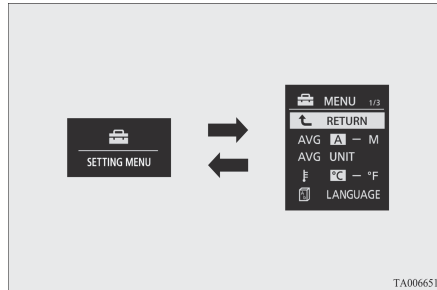 SETTING MENU
MENU 1/3
RETURN
AVG A – M
AVG UNIT
°C – °F
LANGUAGE
TA006651